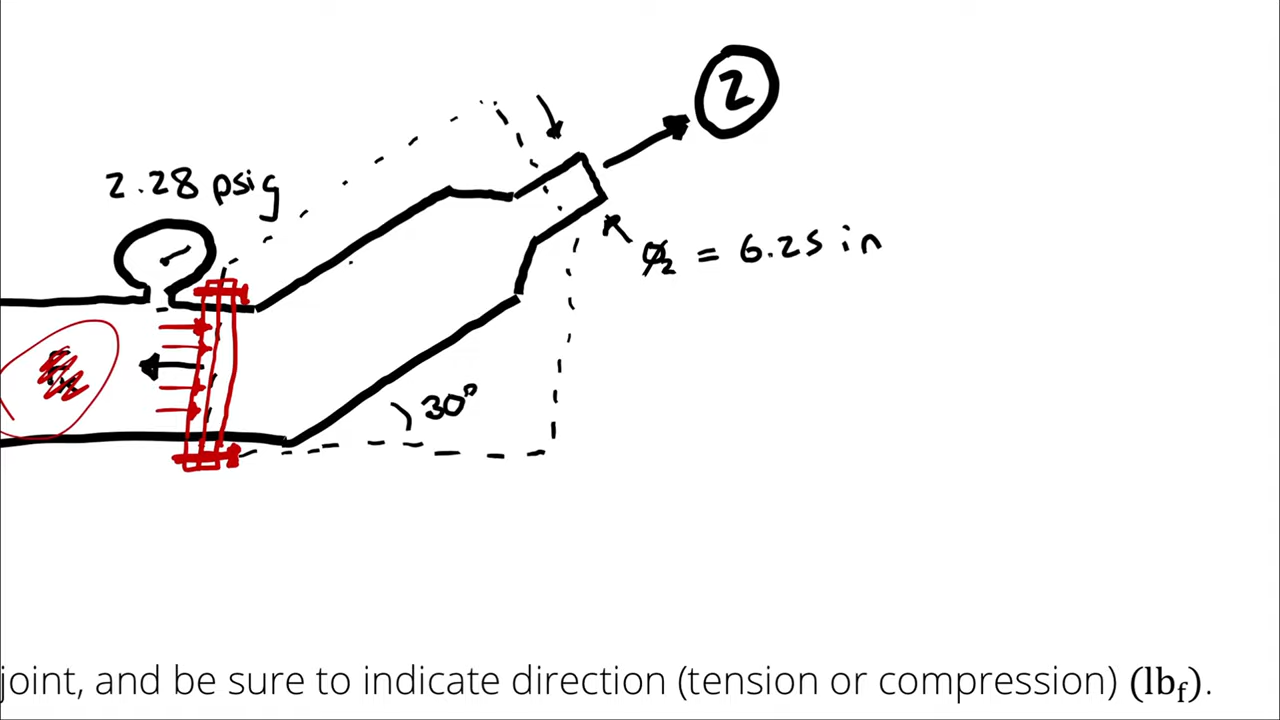 2
2.28 psig
ϕ₂ = 6.25 in
30°
joint, and be sure to indicate direction (tension or compression) (lbf).